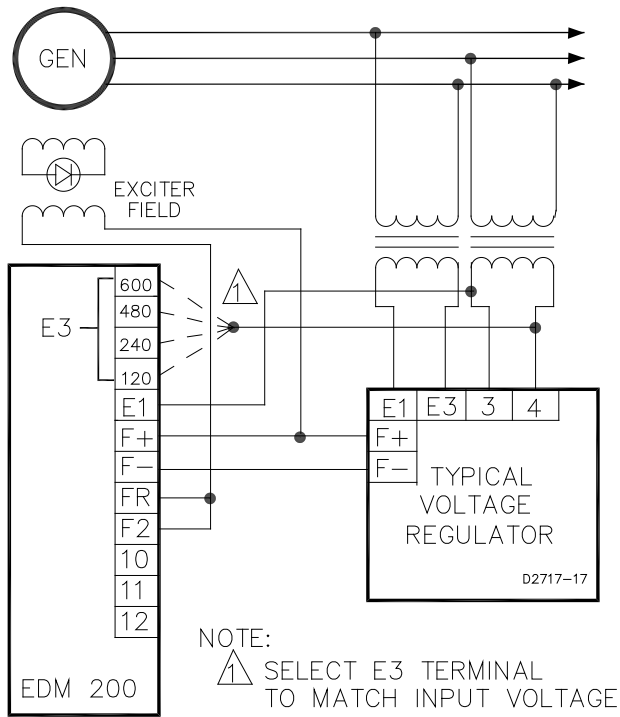 GEN
EXCITER
FIELD
1
600
480
E3
240
120
E1
F+
F−
FR
F2
10
11
12
EDM 200
E1 E3 3 4
F+
F−
TYPICAL
VOLTAGE
REGULATOR
D2717−17
NOTE:
1 SELECT E3 TERMINAL
TO MATCH INPUT VOLTAGE